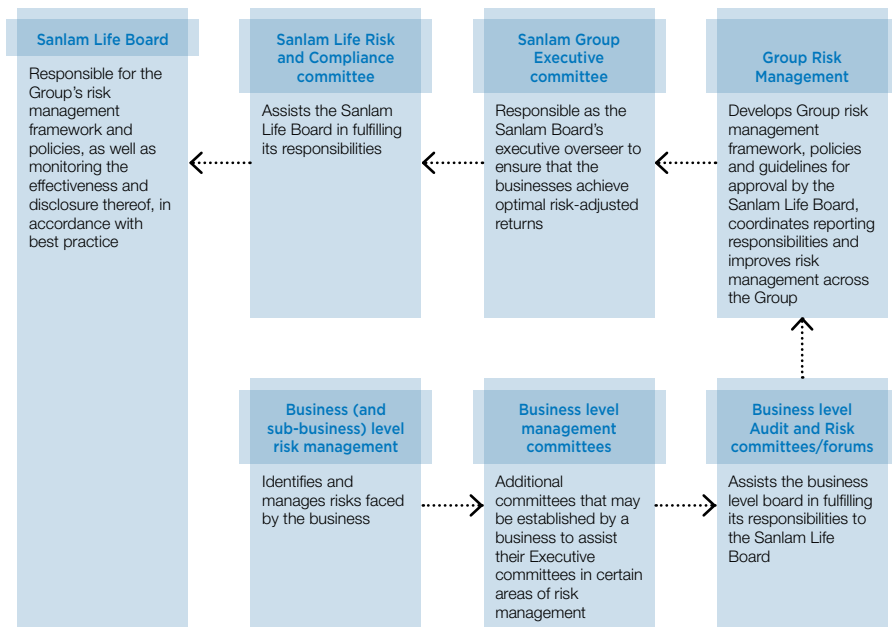 Sanlam Life Board
Responsible for the
Group's risk
management
framework and
policies, as well as
monitoring the
effectiveness and
disclosure thereof, in
accordance with
best practice
Sanlam Life Risk
and Compliance
committee
Assists the Sanlam
Life Board in fulfilling
its responsibilities
Sanlam Group
Executive
committee
Responsible as the
Sanlam Board's
executive overseer to
ensure that the
businesses achieve
optimal risk-adjusted
returns
Group Risk
Management
Develops Group risk
management
framework, policies
and guidelines for
approval by the
Sanlam Life Board,
coordinates reporting
responsibilities and
improves risk
management across
the Group
Business (and
sub-business) level
risk management
Identifies and
manages risks faced
by the business
Business level
management
committees
Additional
committees that may
be established by a
business to assist
their Executive
committees in certain
areas of risk
management
Business level
Audit and Risk
committees/forums
Assists the business
level board in fulfilling
its responsibilities to
the Sanlam Life
Board